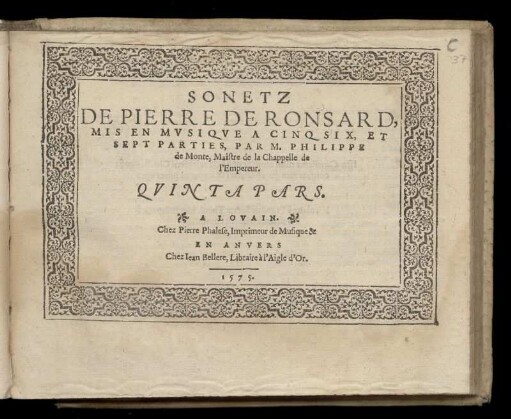 C
37
SONETZ
DE PIERRE DE RONSARD,
MIS EN MVSIQVE A CINQ, SIX, ET
SEPT PARTIES, PAR M. PHILIPPE
de Monte, Maistre de la Chappelle de
l'Empereur.
QVINTA PARS.
A LOVAIN.
Chez Pierre Phalese, Imprimeur de Musique &
EN ANVERS
Chez Iean Bellere, Libraire à l'Aigle d'Or.
1575.